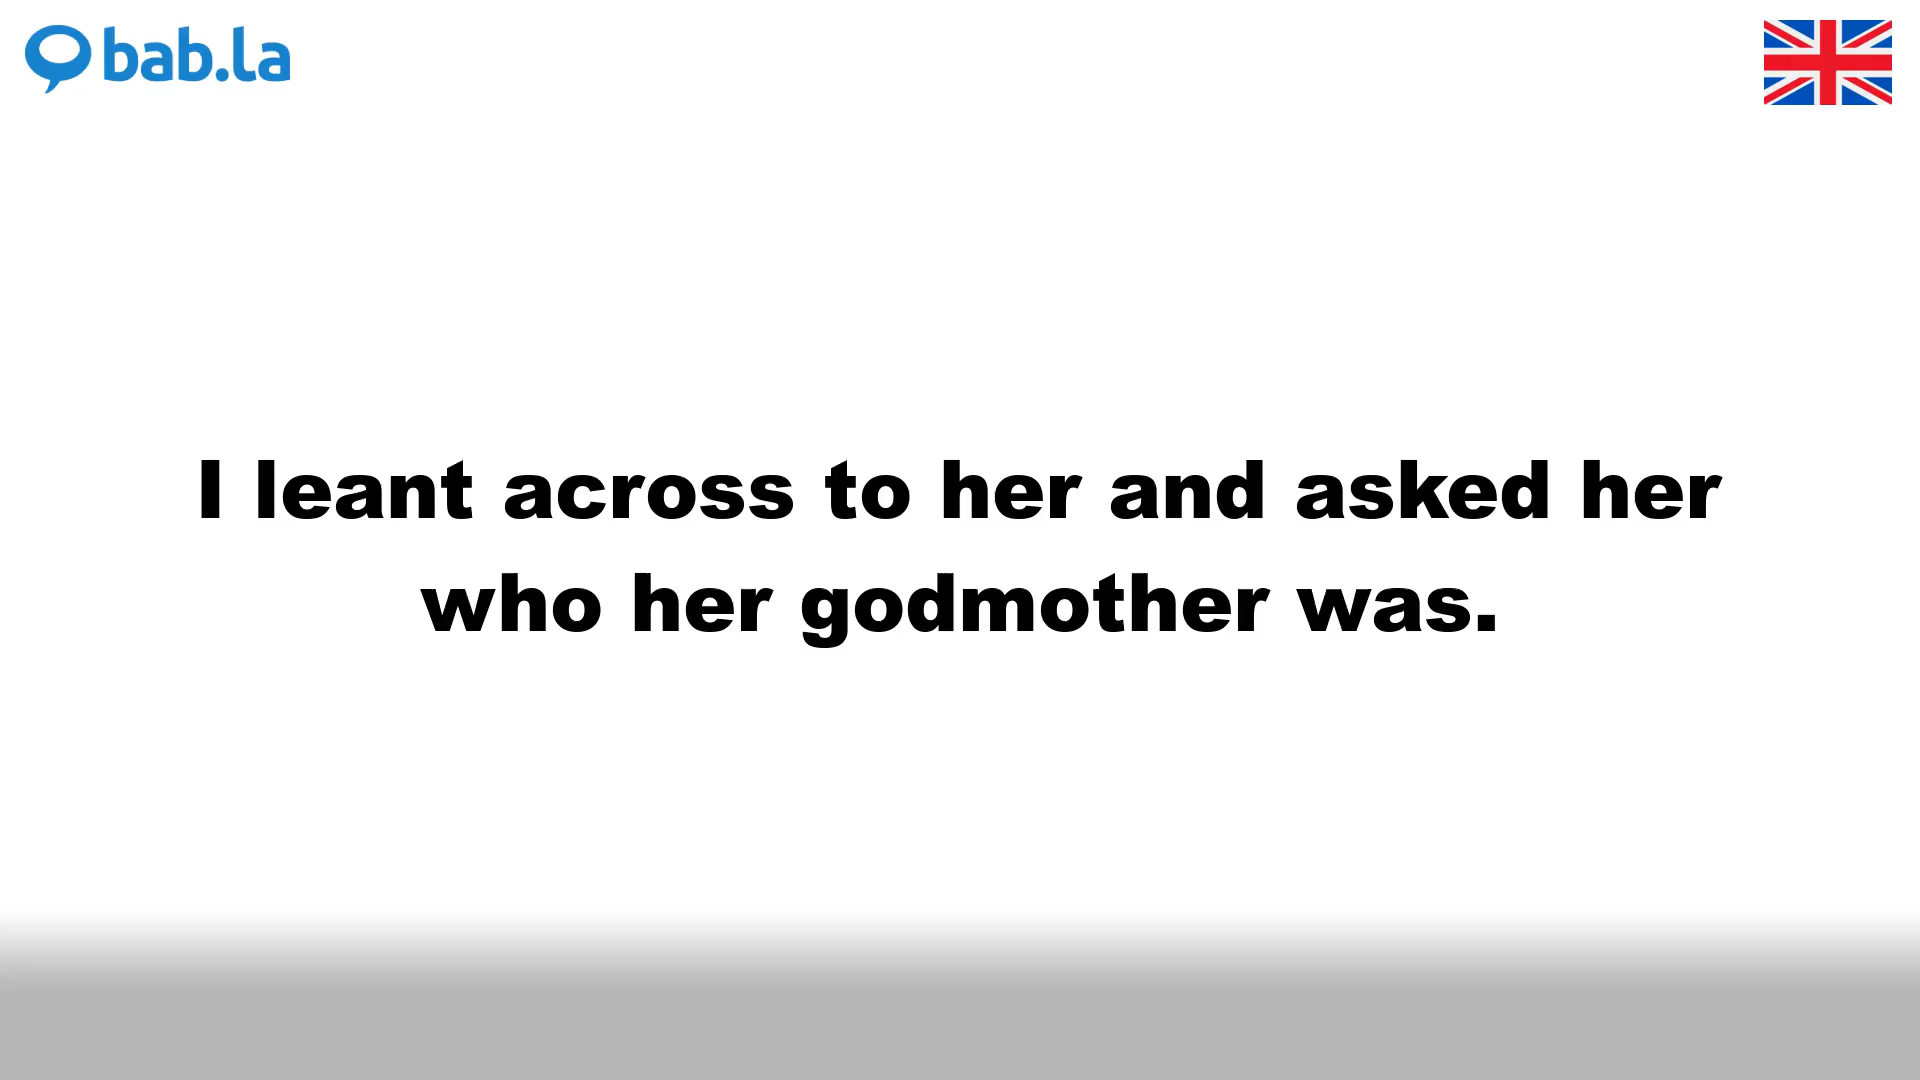 bab.la
I leant across to her and asked her
who her godmother was.